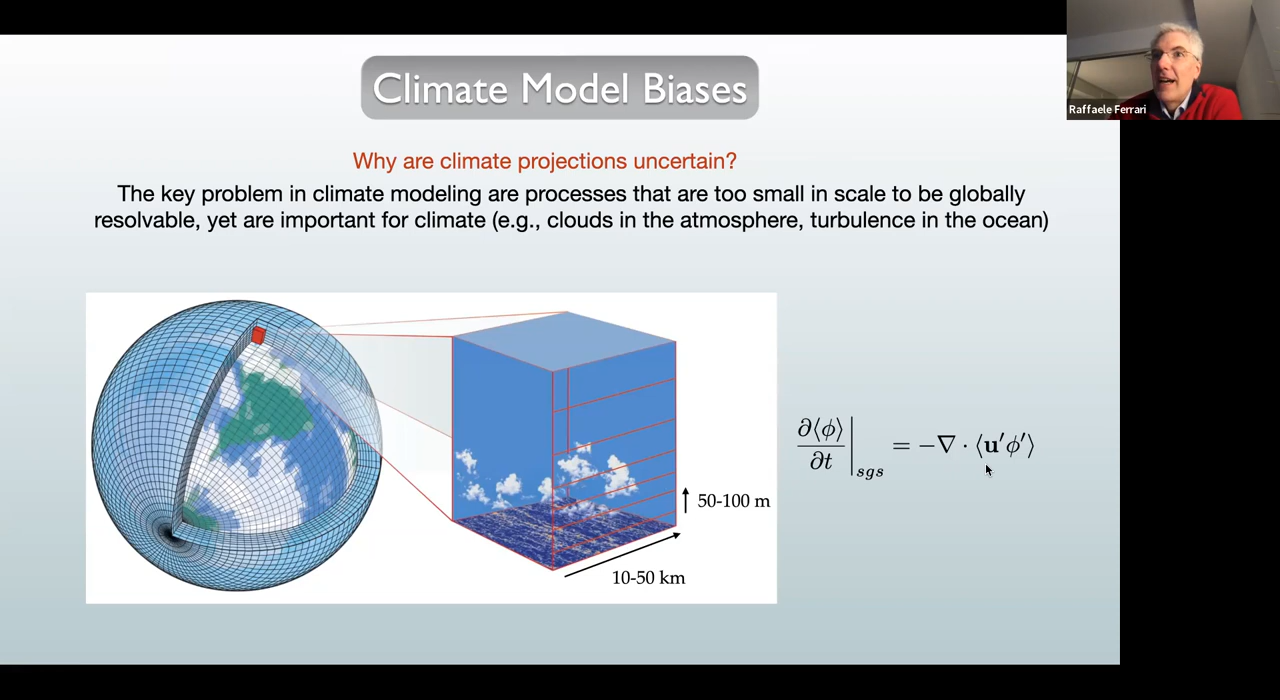 Climate Model Biases
Raffaele Ferrari
Why are climate projections uncertain?
The key problem in climate modeling are processes that are too small in scale to be globally
resolvable, yet are important for climate (e.g., clouds in the atmosphere, turbulence in the ocean)
∂⟨ϕ⟩/∂t|sgs = −∇ · ⟨u′ϕ′⟩
50-100 m
10-50 km